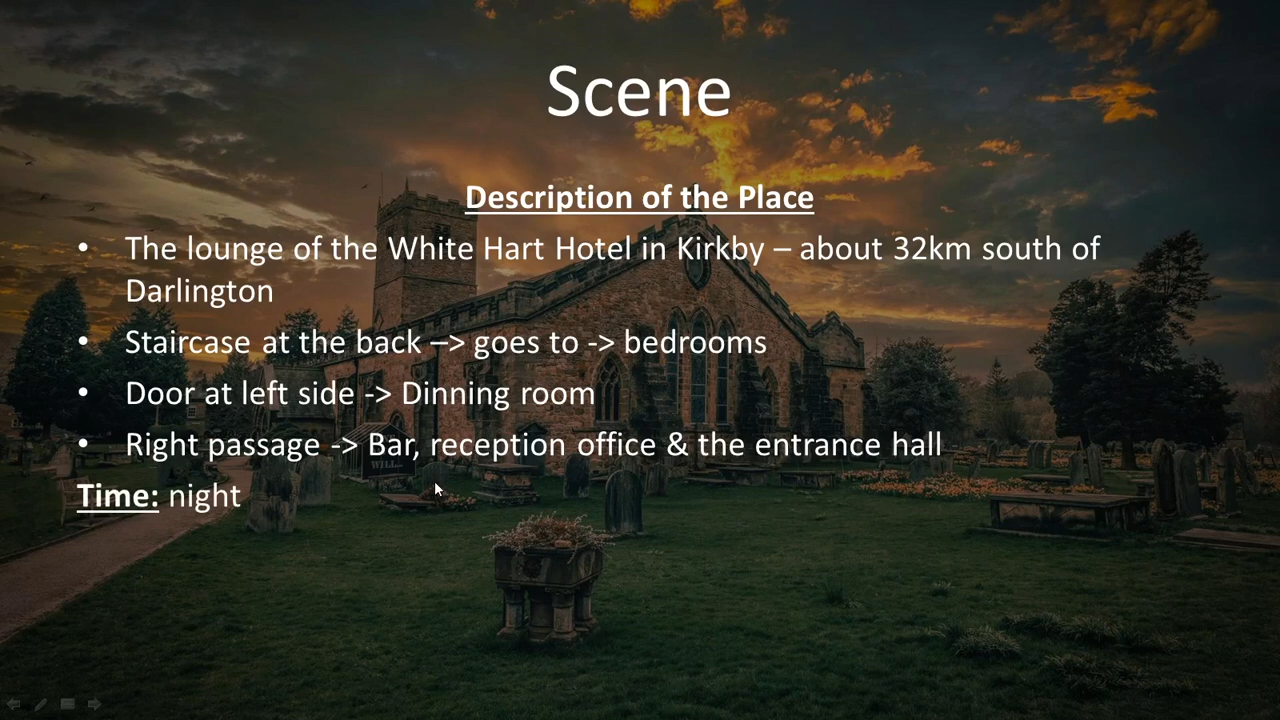 Scene
Description of the Place
• The lounge of the White Hart Hotel in Kirkby – about 32km south of
Darlington
• Staircase at the back –> goes to -> bedrooms
• Door at left side -> Dinning room
• Right passage -> Bar, reception office & the entrance hall
WILL...
Time: night